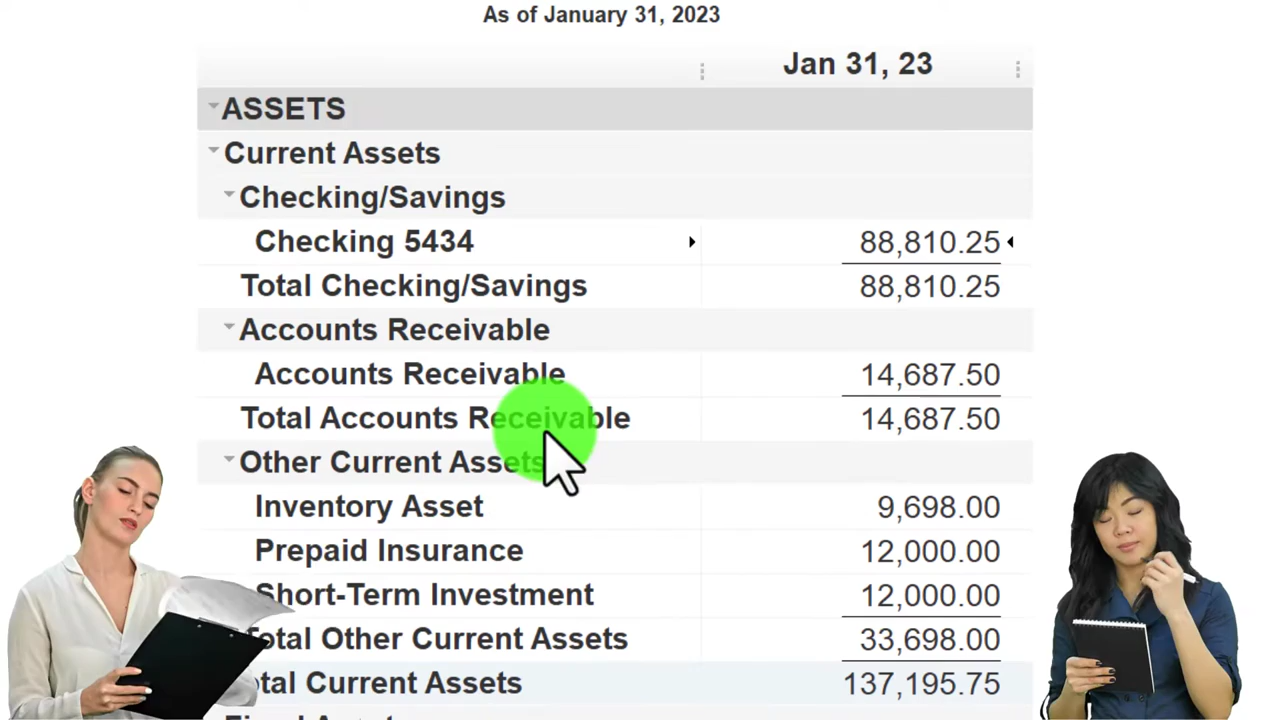 As of January 31, 2023
Jan 31, 23
ASSETS
Current Assets
Checking/Savings
Checking 5434 88,810.25
Total Checking/Savings 88,810.25
Accounts Receivable
Accounts Receivable 14,687.50
Total Accounts Receivable 14,687.50
Other Current Assets
Inventory Asset 9,698.00
Prepaid Insurance 12,000.00
Short-Term Investment 12,000.00
Total Other Current Assets 33,698.00
Total Current Assets 137,195.75